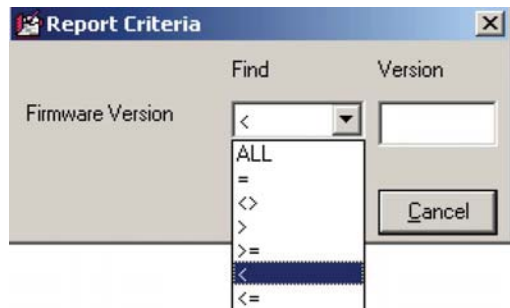 Report Criteria
Find Version
Firmware Version
<
ALL
=
<>
>
>=
<
<=
Cancel